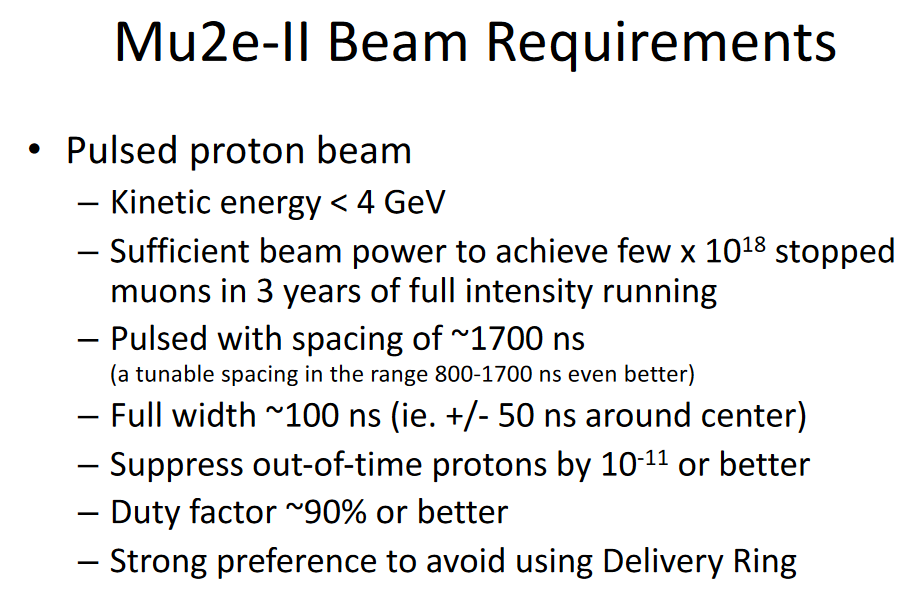 Mu2e-II Beam Requirements
• Pulsed proton beam
– Kinetic energy < 4 GeV
– Sufficient beam power to achieve few x 10¹⁸ stopped
muons in 3 years of full intensity running
– Pulsed with spacing of ~1700 ns
(a tunable spacing in the range 800-1700 ns even better)
– Full width ~100 ns (ie. +/- 50 ns around center)
– Suppress out-of-time protons by 10⁻¹¹ or better
– Duty factor ~90% or better
– Strong preference to avoid using Delivery Ring